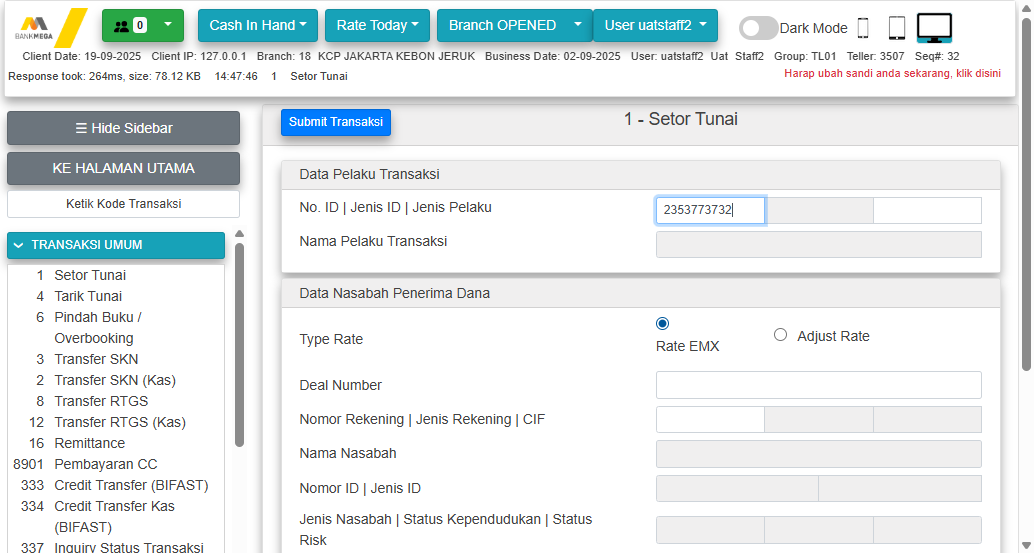 BANKMEGA
0
Cash In Hand
Rate Today
Branch OPENED
User uatstaff2
Dark Mode
Client Date: 19-09-2025 Client IP: 127.0.0.1 Branch: 18 KCP JAKARTA KEBON JERUK Business Date: 02-09-2025 User: uatstaff2 Uat Staff2 Group: TL01 Teller: 3507 Seq#: 32
Response took: 264ms, size: 78.12 KB 14:47:46 1 Setor Tunai
Harap ubah sandi anda sekarang, klik disini
☰ Hide Sidebar
KE HALAMAN UTAMA
Ketik Kode Transaksi
TRANSAKSI UMUM
1 Setor Tunai
4 Tarik Tunai
6 Pindah Buku /
Overbooking
3 Transfer SKN
2 Transfer SKN (Kas)
8 Transfer RTGS
12 Transfer RTGS (Kas)
16 Remittance
8901 Pembayaran CC
333 Credit Transfer (BIFAST)
334 Credit Transfer Kas
(BIFAST)
337 Inquiry Status Transaksi
Submit Transaksi
1 - Setor Tunai
Data Pelaku Transaksi
No. ID | Jenis ID | Jenis Pelaku
2353773732
Nama Pelaku Transaksi
Data Nasabah Penerima Dana
Type Rate
Rate EMX
Adjust Rate
Deal Number
Nomor Rekening | Jenis Rekening | CIF
Nama Nasabah
Nomor ID | Jenis ID
Jenis Nasabah | Status Kependudukan | Status
Risk